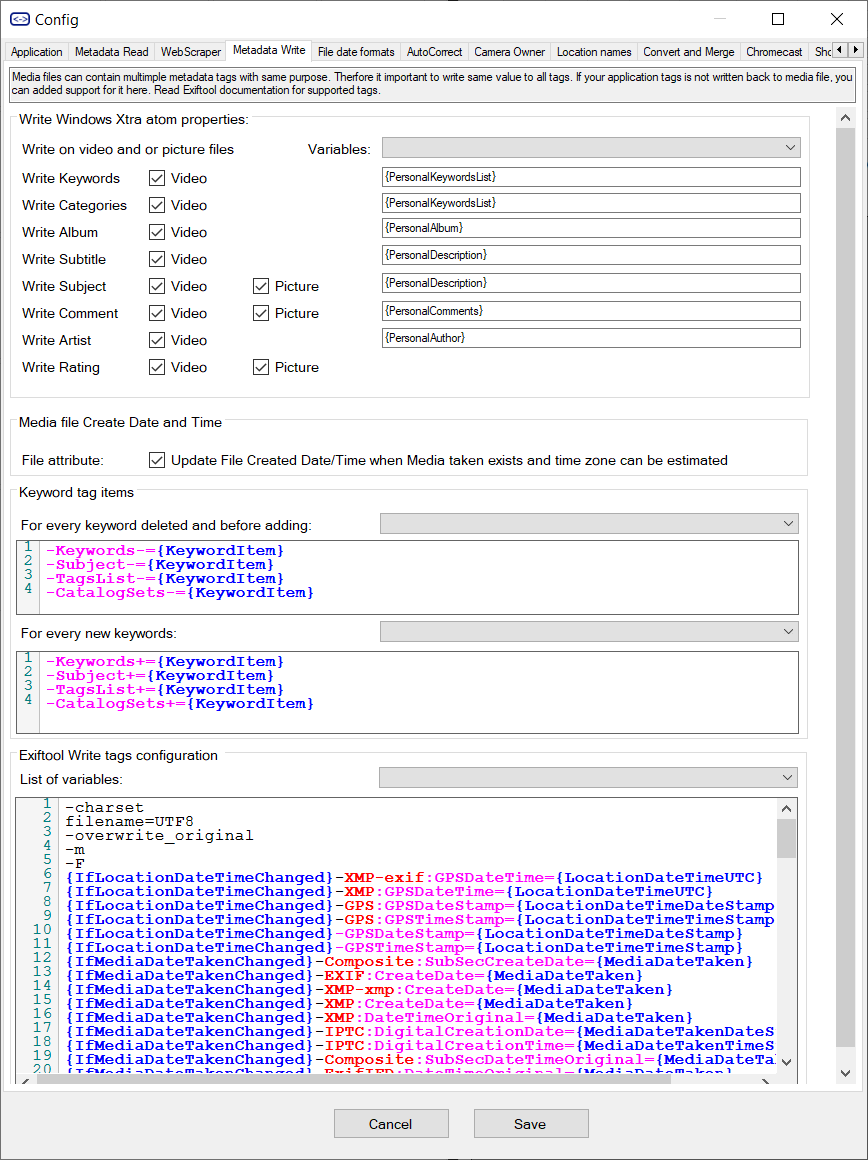 Config
Application Metadata Read WebScraper Metadata Write File date formats AutoCorrect Camera Owner Location names Convert and Merge Chromecast Sho
Media files can contain multimple metadata tags with same purpose. Therfore it important to write same value to all tags. If your application tags is not written back to media file, you
can added support for it here. Read Exiftool documentation for supported tags.
Write Windows Xtra atom properties:
Write on video and or picture files Variables:
Write Keywords Video {PersonalKeywordsList}
Write Categories Video {PersonalKeywordsList}
Write Album Video {PersonalAlbum}
Write Subtitle Video {PersonalDescription}
Write Subject Video Picture {PersonalDescription}
Write Comment Video Picture {PersonalComments}
Write Artist Video {PersonalAuthor}
Write Rating Video Picture
Media file Create Date and Time
File attribute: Update File Created Date/Time when Media taken exists and time zone can be estimated
Keyword tag items
For every keyword deleted and before adding:
1 -Keywords-={KeywordItem}
2 -Subject-={KeywordItem}
3 -TagsList-={KeywordItem}
4 -CatalogSets-={KeywordItem}
For every new keywords:
1 -Keywords+={KeywordItem}
2 -Subject+={KeywordItem}
3 -TagsList+={KeywordItem}
4 -CatalogSets+={KeywordItem}
Exiftool Write tags configuration
List of variables:
1 -charset
2 filename=UTF8
3 -overwrite_original
4 -m
5 -F
6 {IfLocationDateTimeChanged}-XMP-exif:GPSDateTime={LocationDateTimeUTC}
7 {IfLocationDateTimeChanged}-XMP:GPSDateTime={LocationDateTimeUTC}
8 {IfLocationDateTimeChanged}-GPS:GPSDateStamp={LocationDateTimeDateStamp
9 {IfLocationDateTimeChanged}-GPS:GPSTimeStamp={LocationDateTimeTimeStamp
10 {IfLocationDateTimeChanged}-GPSDateStamp={LocationDateTimeDateStamp}
11 {IfLocationDateTimeChanged}-GPSTimeStamp={LocationDateTimeTimeStamp}
12 {IfMediaDateTakenChanged}-Composite:SubSecCreateDate={MediaDateTaken}
13 {IfMediaDateTakenChanged}-EXIF:CreateDate={MediaDateTaken}
14 {IfMediaDateTakenChanged}-XMP-xmp:CreateDate={MediaDateTaken}
15 {IfMediaDateTakenChanged}-XMP:CreateDate={MediaDateTaken}
16 {IfMediaDateTakenChanged}-XMP:DateTimeOriginal={MediaDateTaken}
17 {IfMediaDateTakenChanged}-IPTC:DigitalCreationDate={MediaDateTakenDateS
18 {IfMediaDateTakenChanged}-IPTC:DigitalCreationTime={MediaDateTakenTimeS
19 {IfMediaDateTakenChanged}-Composite:SubSecDateTimeOriginal={MediaDateTa
20 {IfMediaDateTakenChanged}-ExifIFD:DateTimeOriginal={MediaDateTaken}
Cancel Save